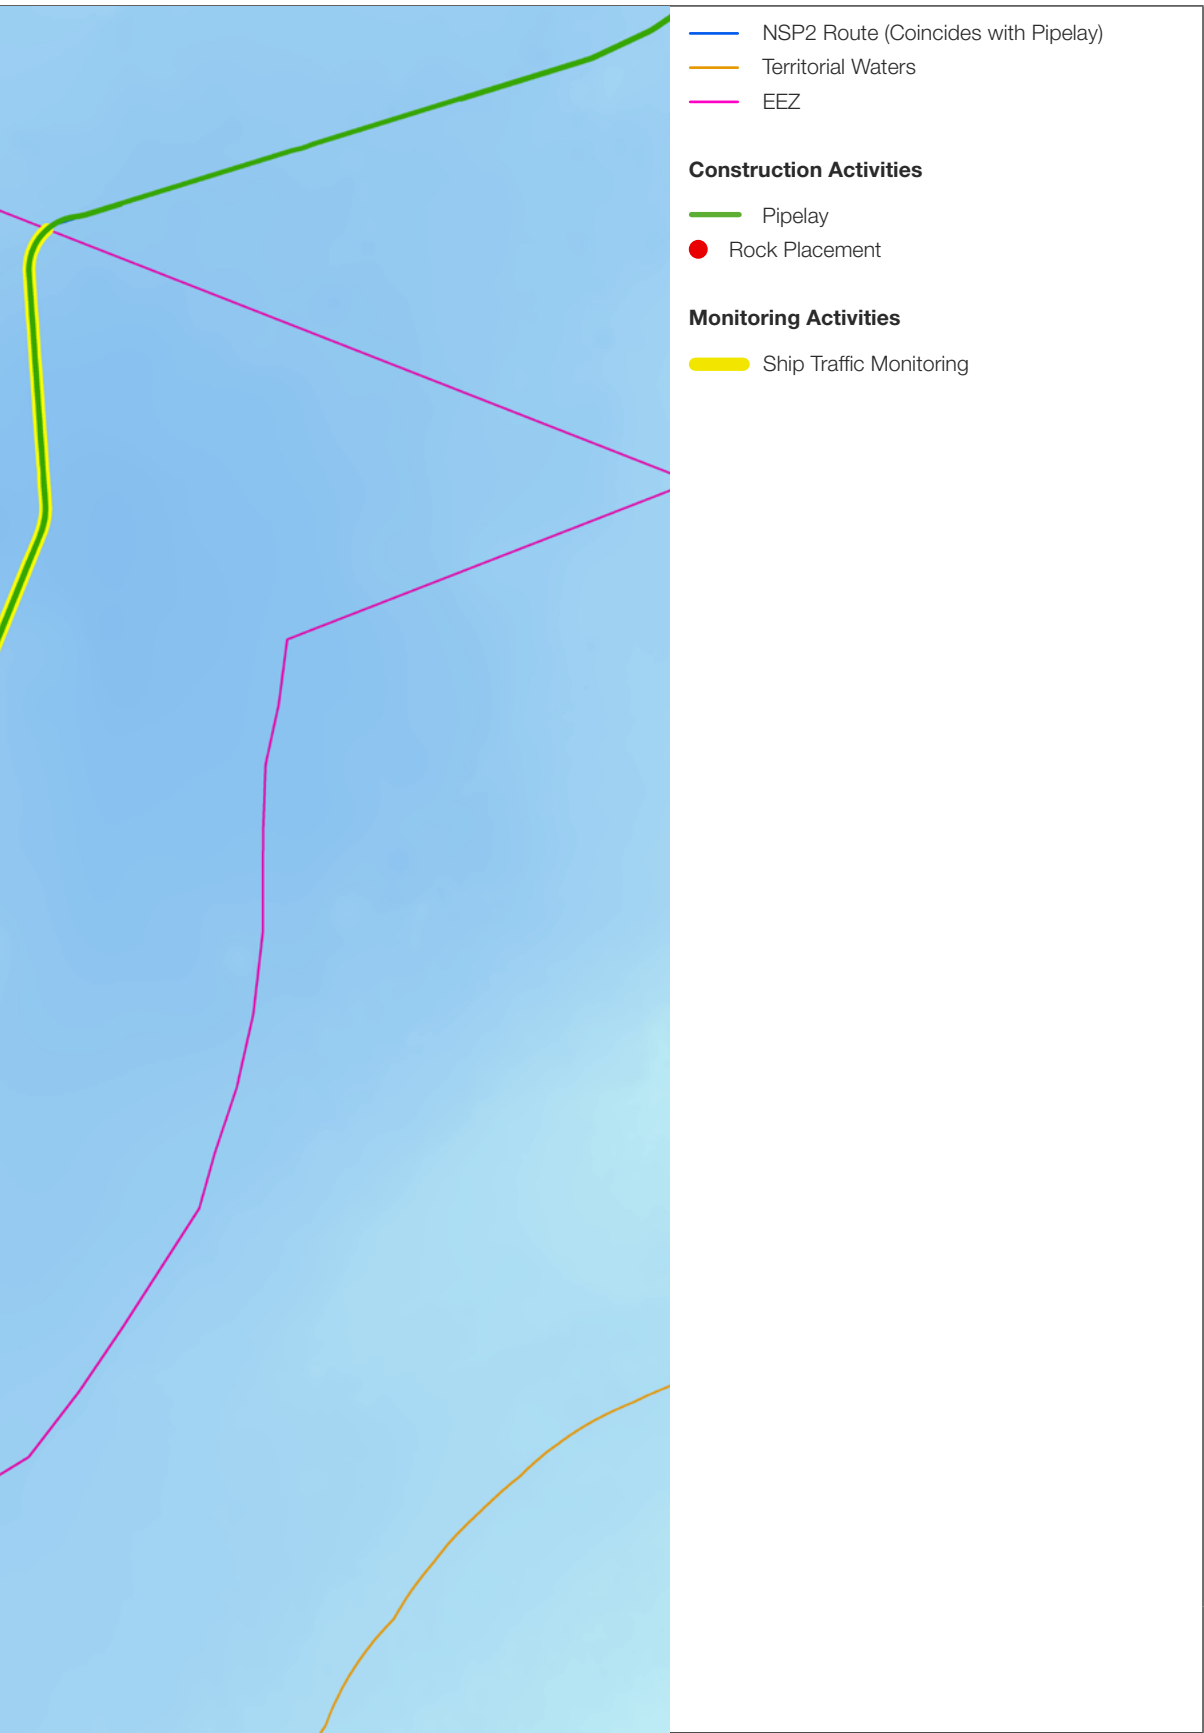 NSP2 Route (Coincides with Pipelay)
Territorial Waters
EEZ
Construction Activities
Pipelay
Rock Placement
Monitoring Activities
Ship Traffic Monitoring